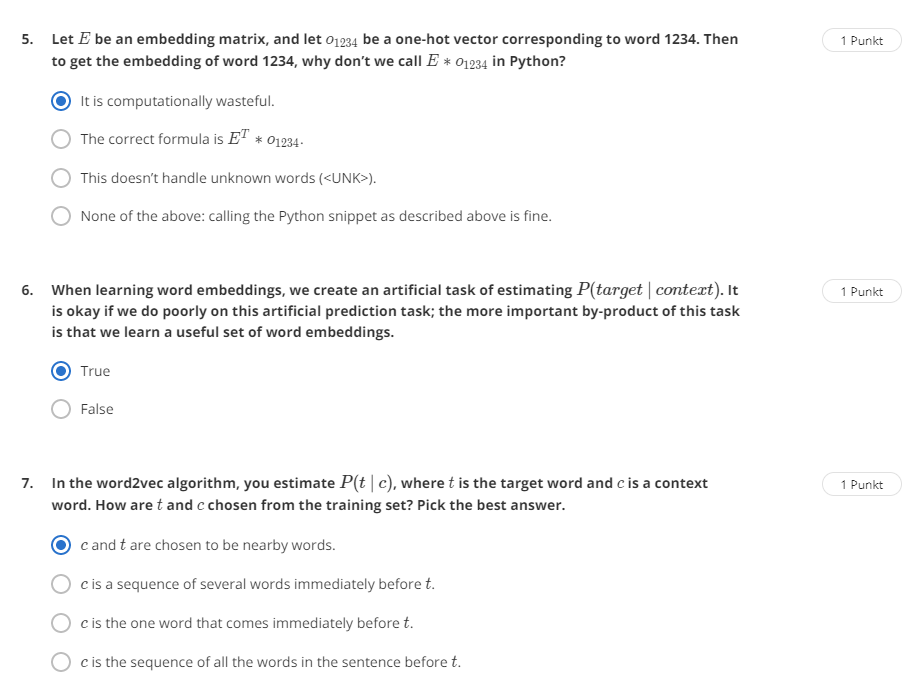 5. Let E be an embedding matrix, and let o₁₂₃₄ be a one-hot vector corresponding to word 1234. Then 1 Punkt
to get the embedding of word 1234, why don't we call E * o₁₂₃₄ in Python?
It is computationally wasteful.
The correct formula is Eᵀ * o₁₂₃₄.
This doesn't handle unknown words (<UNK>).
None of the above: calling the Python snippet as described above is fine.
6. When learning word embeddings, we create an artificial task of estimating P(target | context). It 1 Punkt
is okay if we do poorly on this artificial prediction task; the more important by-product of this task
is that we learn a useful set of word embeddings.
True
False
7. In the word2vec algorithm, you estimate P(t | c), where t is the target word and c is a context 1 Punkt
word. How are t and c chosen from the training set? Pick the best answer.
c and t are chosen to be nearby words.
c is a sequence of several words immediately before t.
c is the one word that comes immediately before t.
c is the sequence of all the words in the sentence before t.